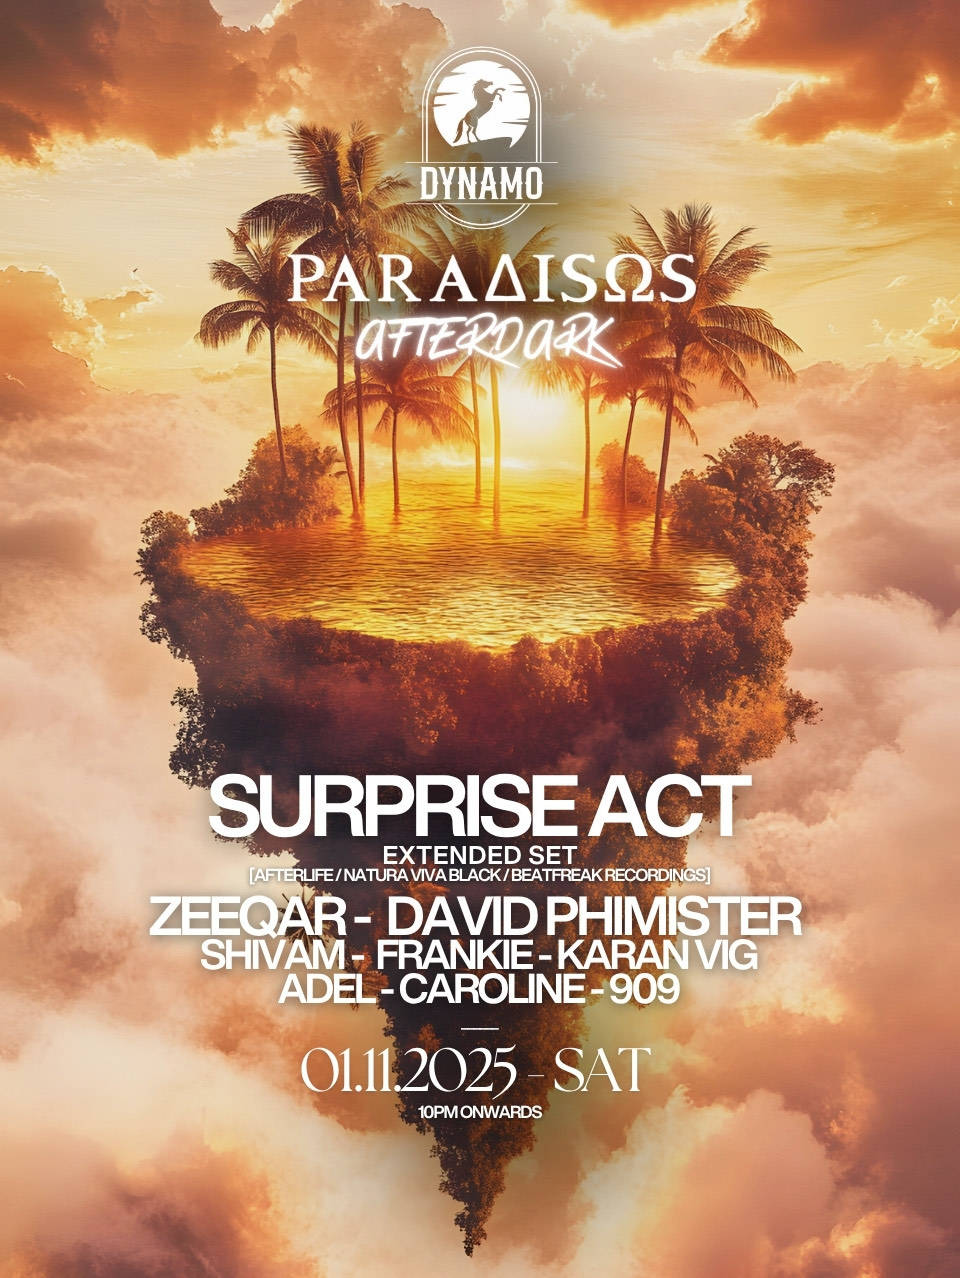 DYNAMO
PARAΔISΩS
AFTERDARK
SURPRISE ACT
EXTENDED SET
[AFTERLIFE / NATURA VIVA BLACK / BEATFREAK RECORDINGS]
ZEEQAR - DAVID PHIMISTER
SHIVAM - FRANKIE - KARAN VIG
ADEL - CAROLINE - 909
01.11.2025 - SAT
10PM ONWARDS